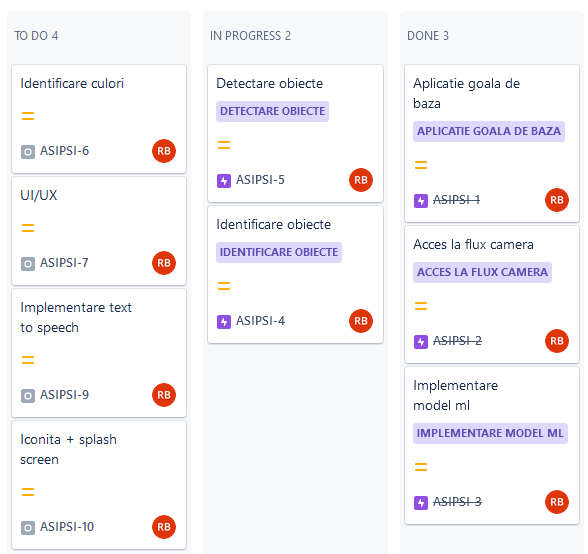 TO DO 4
Identificare culori
ASIPSI-6
RB
UI/UX
ASIPSI-7
RB
Implementare text
to speech
ASIPSI-9
RB
Iconita + splash
screen
ASIPSI-10
RB
IN PROGRESS 2
Detectare obiecte
DETECTARE OBIECTE
ASIPSI-5
RB
Identificare obiecte
IDENTIFICARE OBIECTE
ASIPSI-4
RB
DONE 3
Aplicatie goala de
baza
APLICATIE GOALA DE BAZA
ASIPSI-1
RB
Acces la flux camera
ACCES LA FLUX CAMERA
ASIPSI-2
RB
Implementare
model ml
IMPLEMENTARE MODEL ML
ASIPSI-3
RB